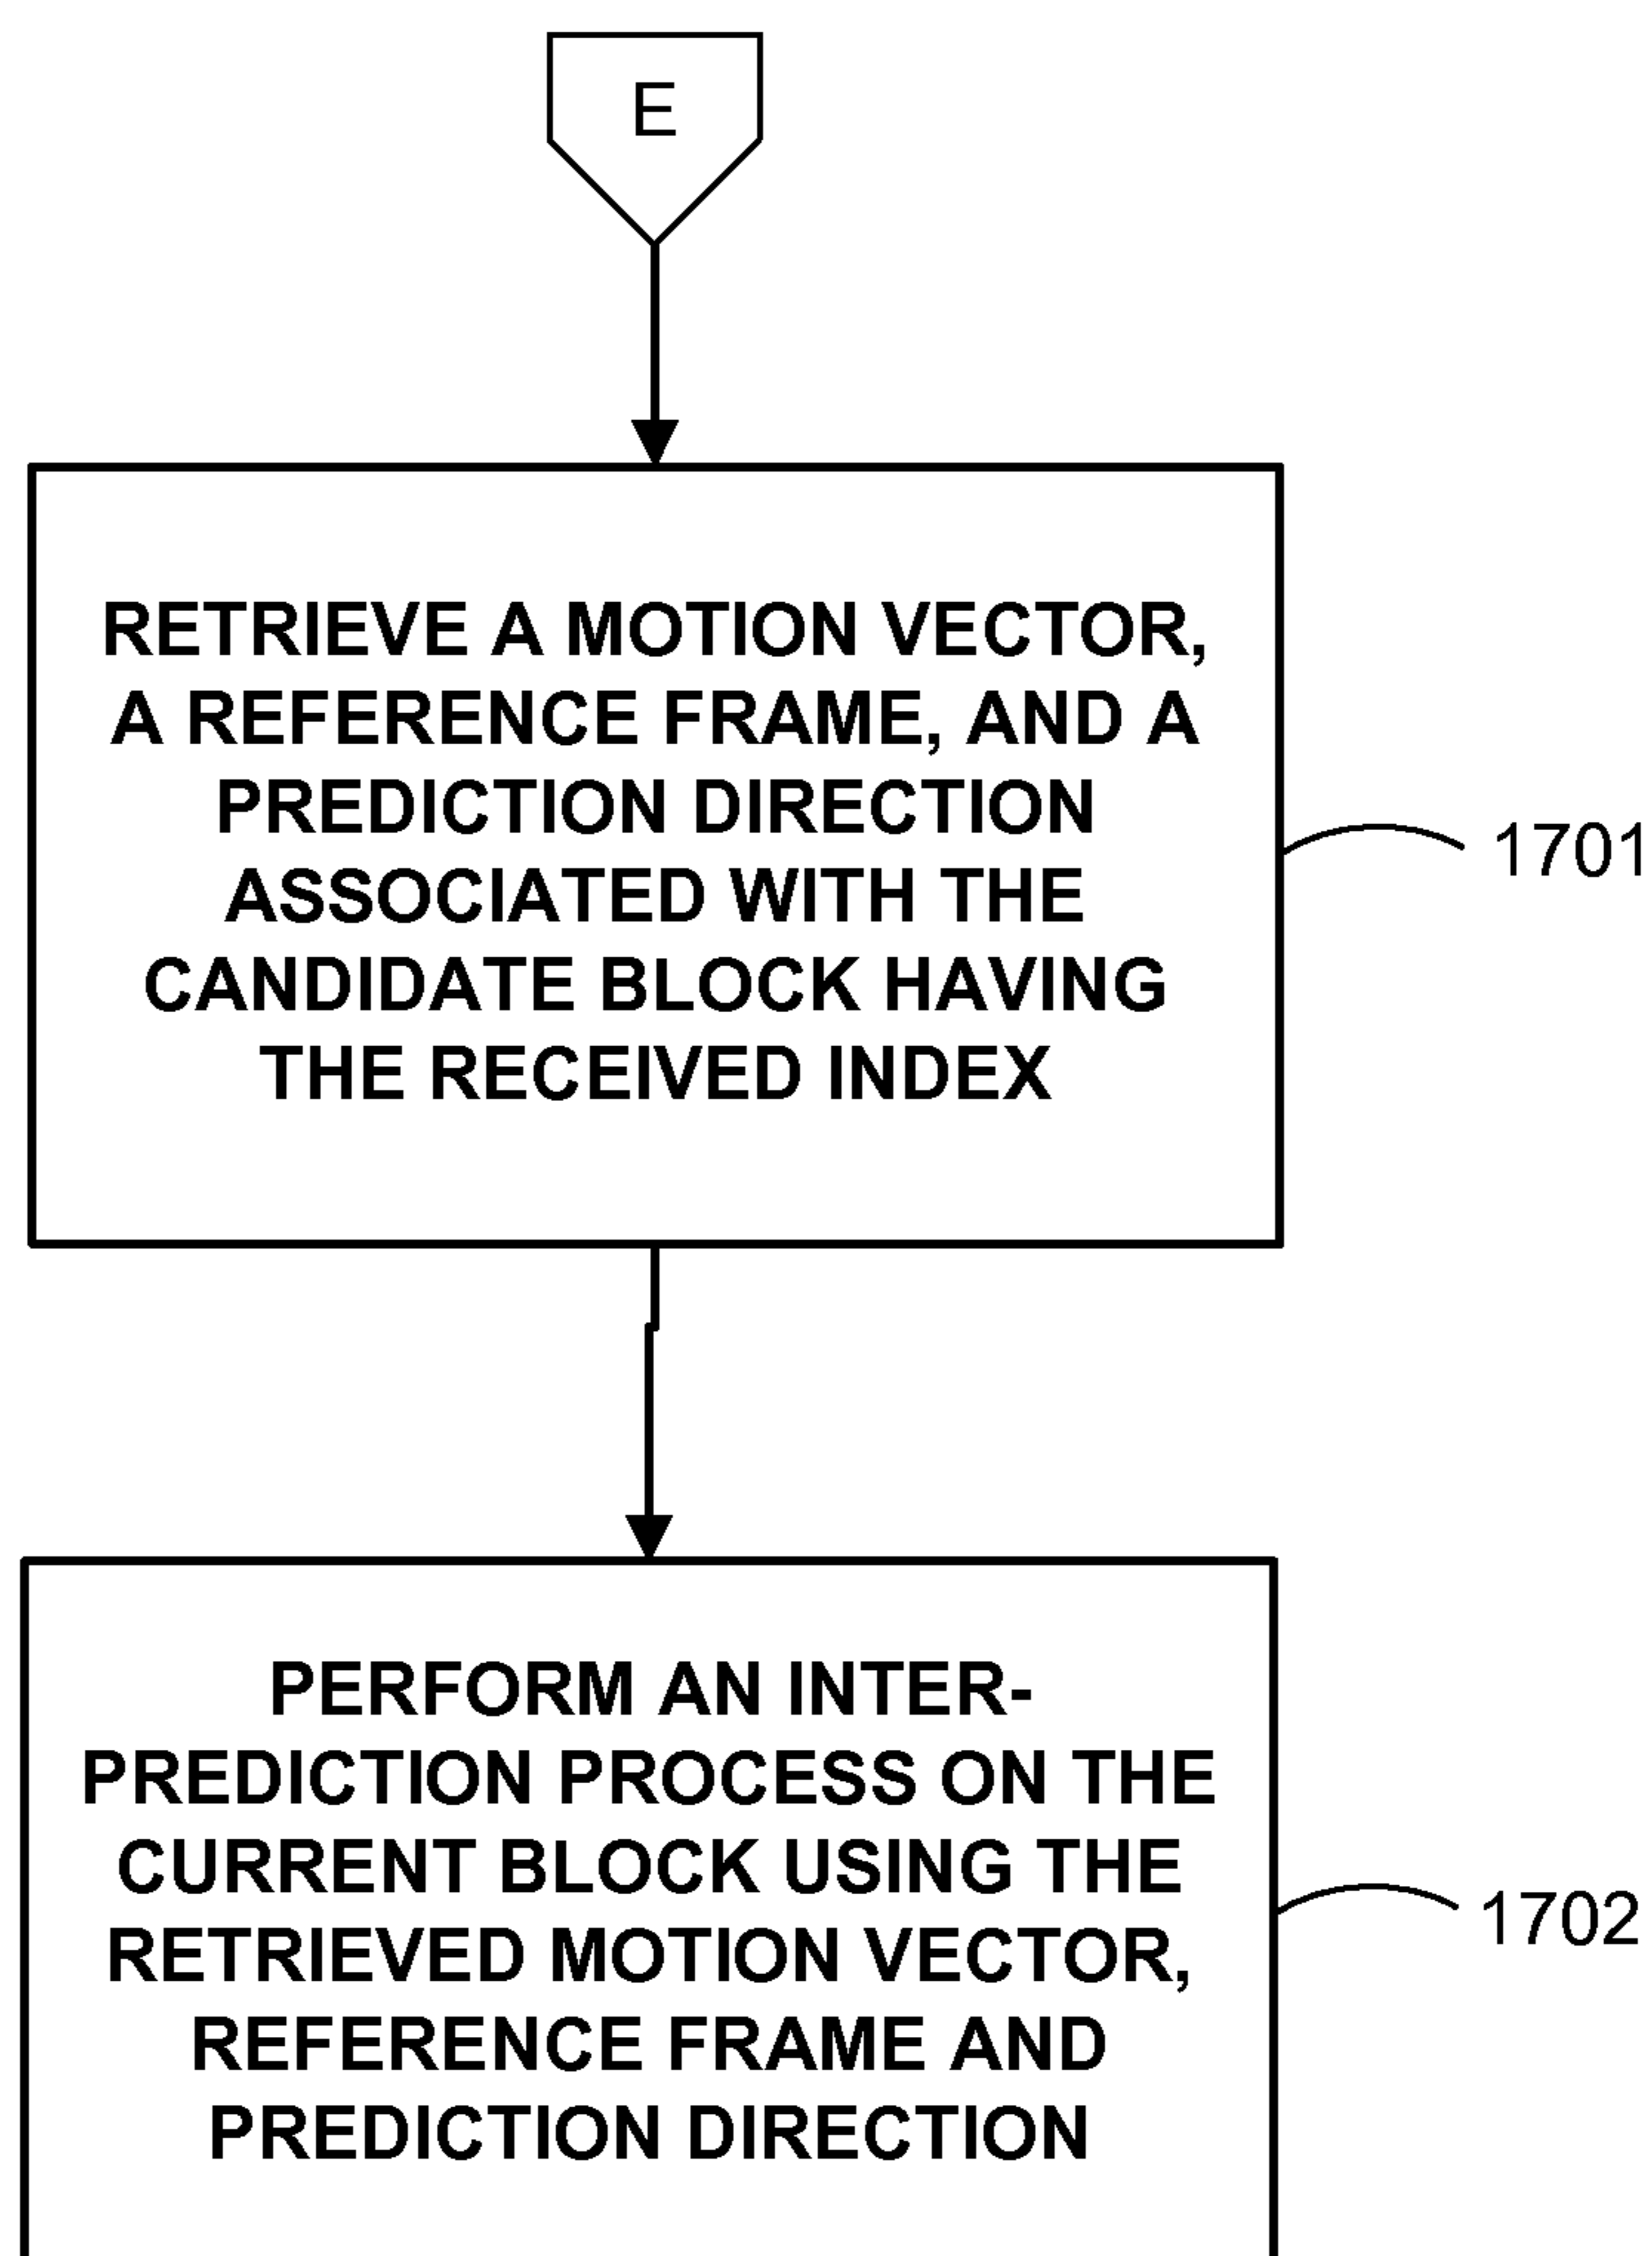 E
RETRIEVE A MOTION VECTOR,
A REFERENCE FRAME, AND A
PREDICTION DIRECTION
ASSOCIATED WITH THE
CANDIDATE BLOCK HAVING
THE RECEIVED INDEX
1701
PERFORM AN INTER-
PREDICTION PROCESS ON THE
CURRENT BLOCK USING THE
RETRIEVED MOTION VECTOR,
REFERENCE FRAME AND
PREDICTION DIRECTION
1702